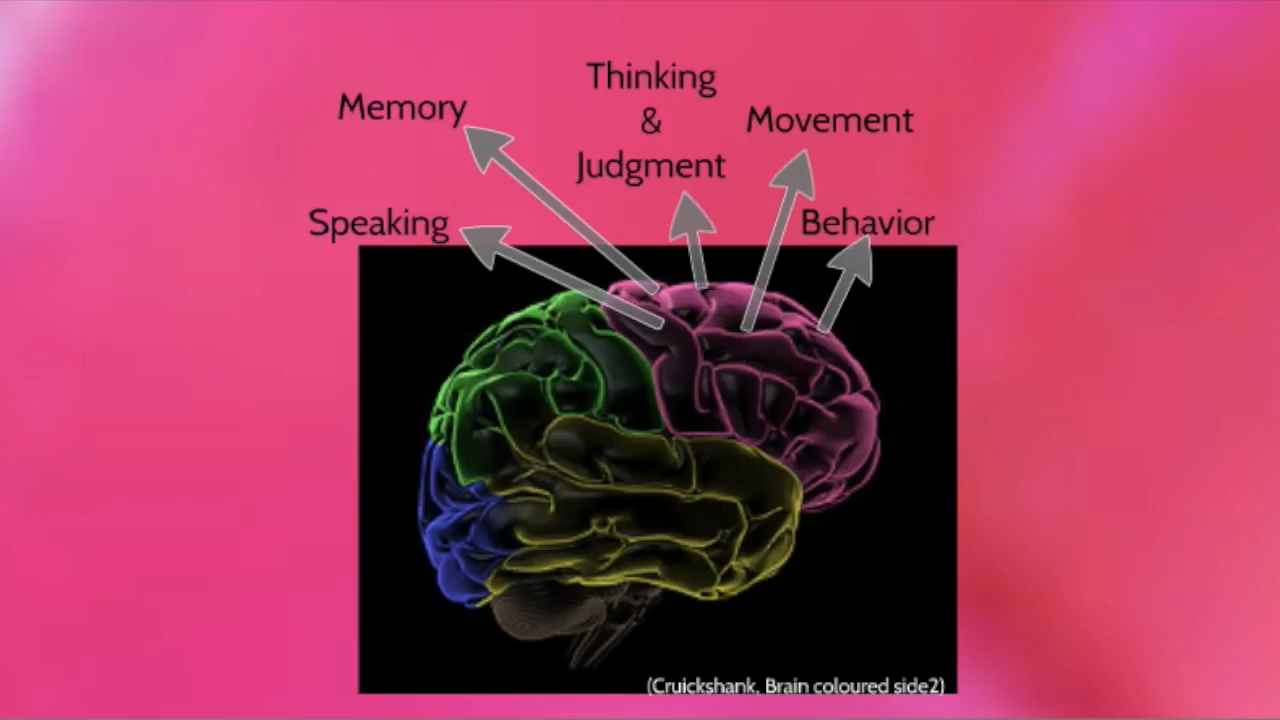 Thinking
&
Judgment
Memory
Movement
Speaking
Behavior
(Cruickshank, Brain coloured side2)